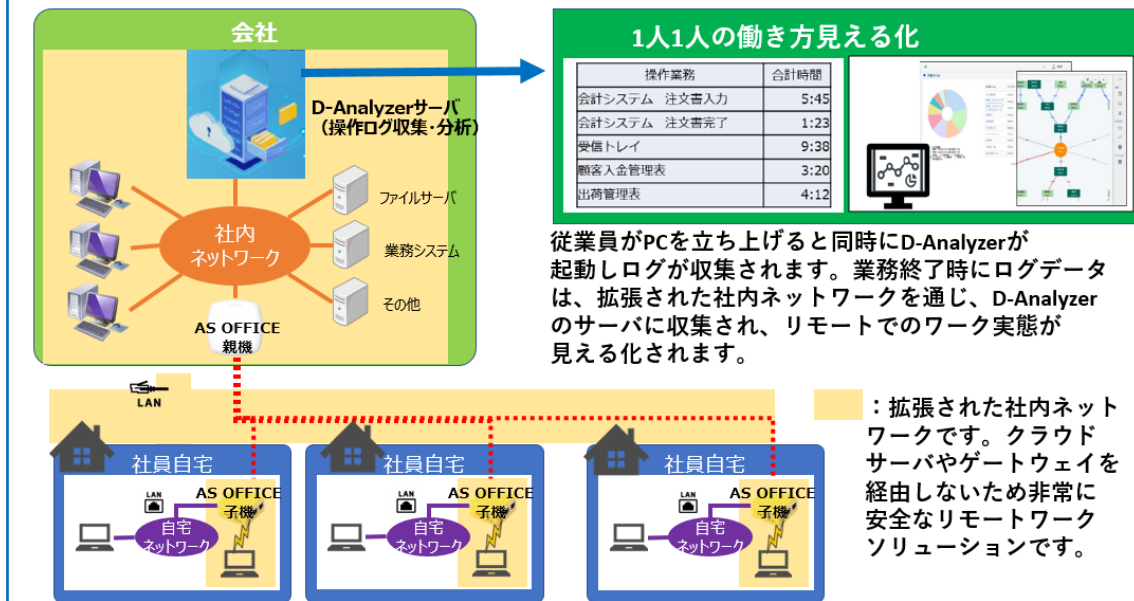 会社
D-Analyzerサーバ
（操作ログ収集・分析）
ファイルサーバ
社内
ネットワーク
業務システム
その他
AS OFFICE
親機
1人1人の働き方見える化
操作業務 合計時間
会計システム　注文書入力 5:45
会計システム　注文書完了 1:23
受信トレイ 9:38
顧客入金管理表 3:20
出荷管理表 4:12
従業員がPCを立ち上げると同時にD-Analyzerが
起動しログが収集されます。業務終了時にログデータ
は、拡張された社内ネットワークを通じ、D-Analyzer
のサーバに収集され、リモートでのワーク実態が
見える化されます。
LAN
社員自宅
LAN
AS OFFICE
子機
自宅
ネットワーク
社員自宅
LAN
AS OFFICE
子機
自宅
ネットワーク
社員自宅
LAN
AS OFFICE
子機
自宅
ネットワーク
：拡張された社内ネット
ワークです。クラウド
サーバやゲートウェイを
経由しないため非常に
安全なリモートワーク
ソリューションです。